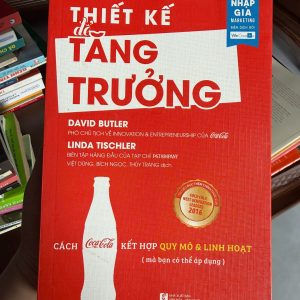 THIẾT KẾ
để
TĂNG
TRƯỞNG
NHẬP
GIA
MARKETING
DAVID BUTLER
PHÓ CHỦ TỊCH VỀ INNOVATION & ENTREPRENEURSHIP CỦA Coca-Cola
LINDA TISCHLER
BIÊN TẬP HÀNG ĐẦU CỦA TẠP CHÍ FASTCOMPANY
VIỆT DŨNG, BÍCH NGỌC, THÙY TRANG dịch
2016
CÁCH Coca-Cola KẾT HỢP QUY MÔ & LINH HOẠT
( mà bạn có thể áp dụng )
Coca-Cola